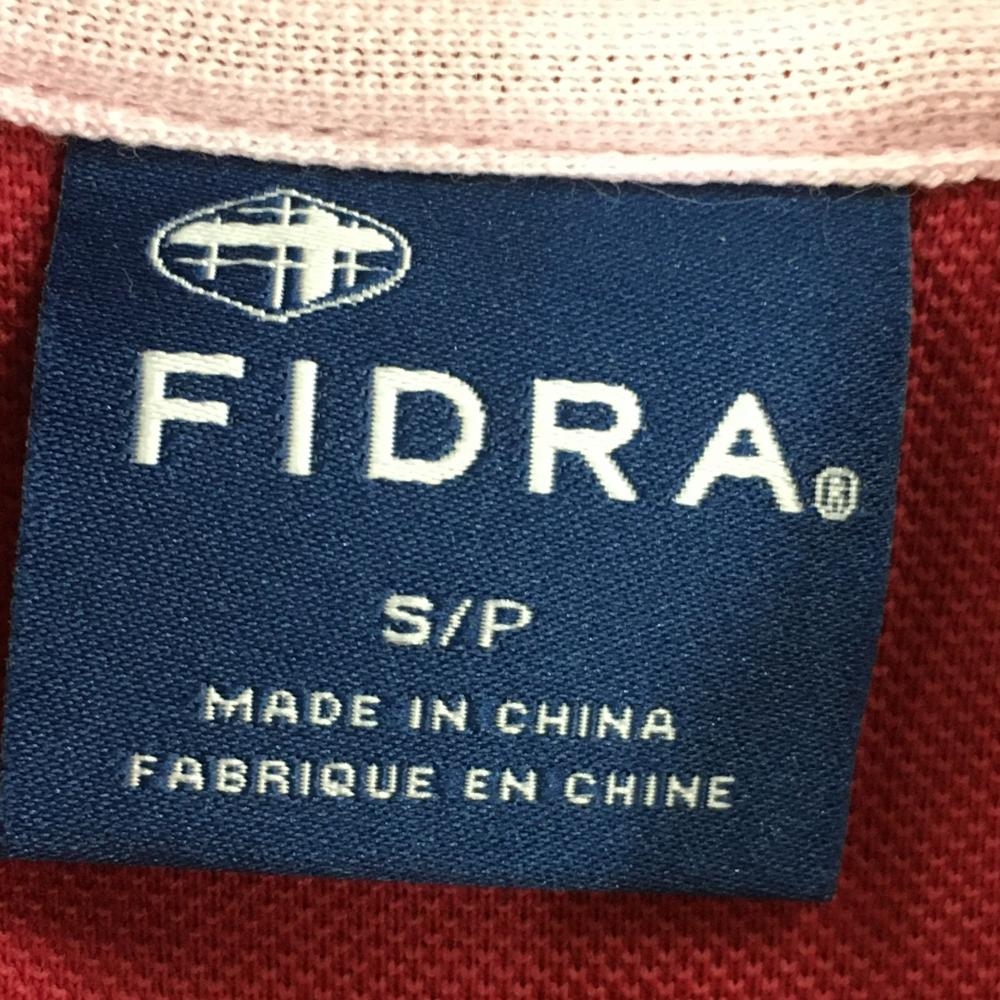 FIDRA®
S/P
MADE IN CHINA
FABRIQUE EN CHINE